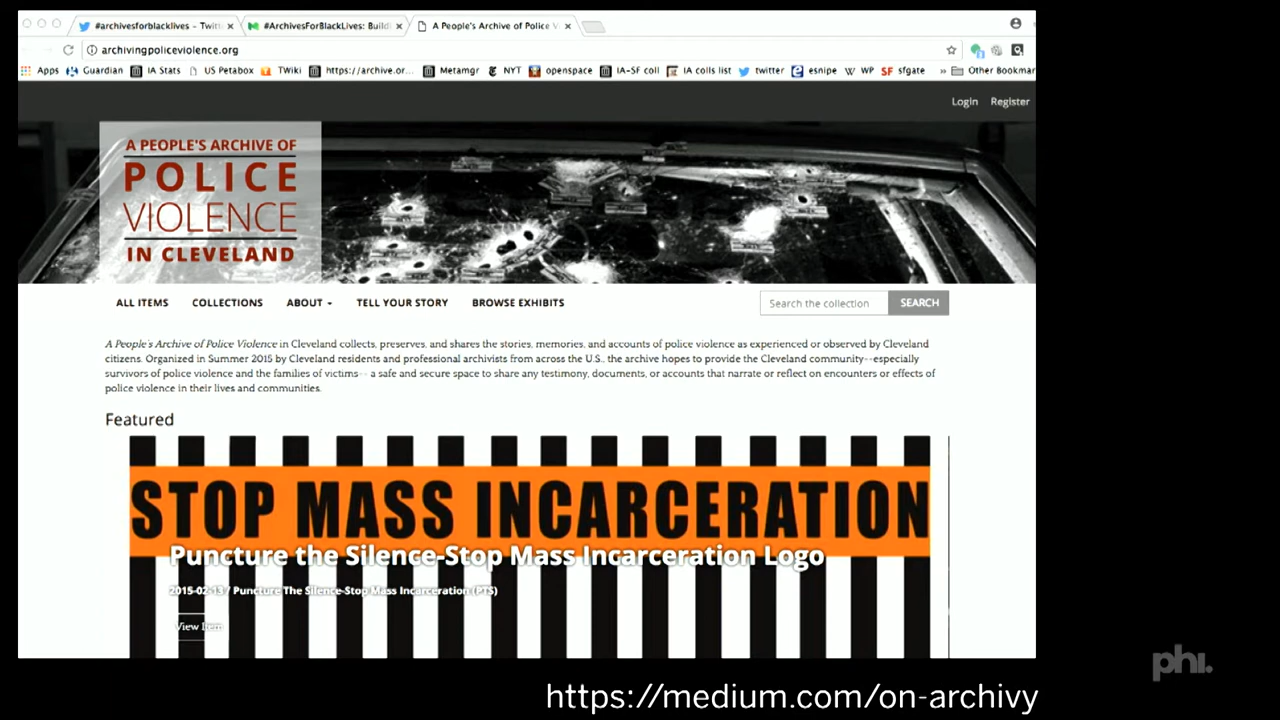 #archivesforblacklives – Twit
#ArchivesForBlackLives: Build
A People's Archive of Police V
archivingpoliceviolence.org
Apps Guardian IA Stats US Petabox TWiki https://archive.or... Metamgr NYT openspace IA-SF coll IA colls list twitter esnipe WP sfgate » Other Bookmar
Login Register
A PEOPLE'S ARCHIVE OF
POLICE
VIOLENCE
IN CLEVELAND
ALL ITEMS COLLECTIONS ABOUT TELL YOUR STORY BROWSE EXHIBITS Search the collection SEARCH
A People's Archive of Police Violence in Cleveland collects, preserves, and shares the stories, memories, and accounts of police violence as experienced or observed by Cleveland
citizens. Organized in Summer 2015 by Cleveland residents and professional archivists from across the U.S., the archive hopes to provide the Cleveland community--especially
survivors of police violence and the families of victims-- a safe and secure space to share any testimony, documents, or accounts that narrate or reflect on encounters or effects of
police violence in their lives and communities.
Featured
STOP MASS INCARCERATION
Puncture the Silence-Stop Mass Incarceration Logo
2015-02-13 / Puncture The Silence-Stop Mass Incarceration (PTS)
View Item
https://medium.com/on-archivy
phi.